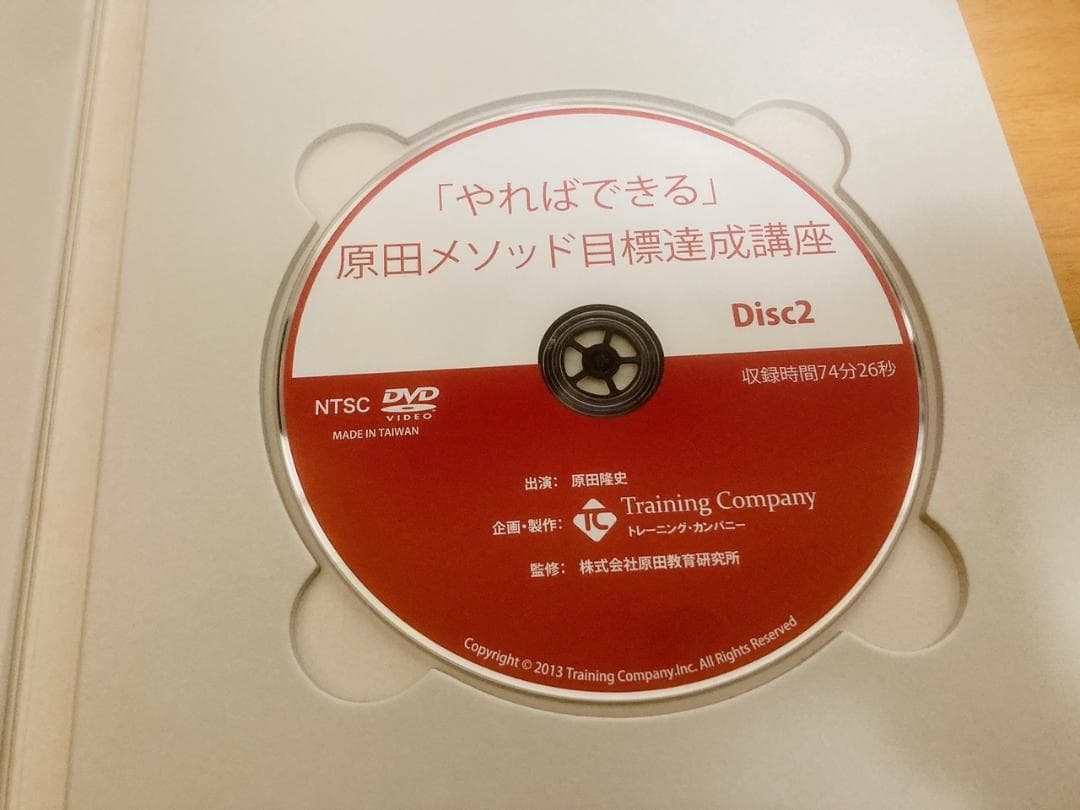 「やればできる」
原田メソッド目標達成講座
Disc2
収録時間74分26秒
NTSC DVD
VIDEO
MADE IN TAIWAN
出演： 原田隆史
企画・製作： TC Training Company
トレーニング・カンパニー
監修： 株式会社原田教育研究所
Copyright © 2013 Training Company.Inc. All Rights Reserved